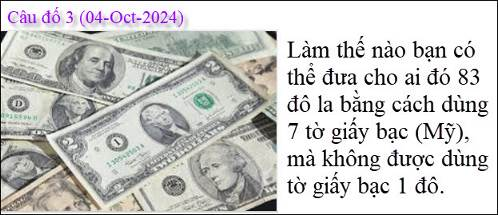 Câu đố 3 (04-Oct-2024)
Làm thế nào bạn có
thể đưa cho ai đó 83
đô la bằng cách dùng
7 tờ giấy bạc (Mỹ),
mà không được dùng
tờ giấy bạc 1 đô.